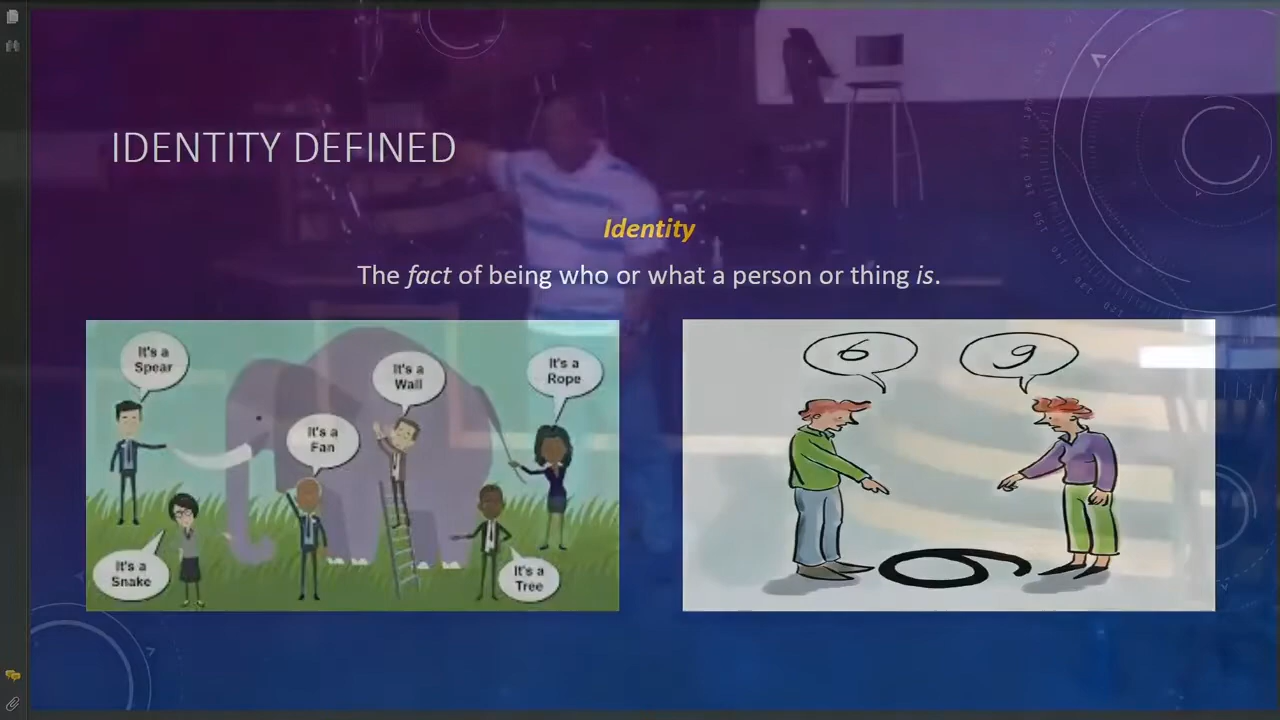 IDENTITY DEFINED
Identity
The fact of being who or what a person or thing is.
It's a
Spear
It's a
Wall
It's a
Rope
It's a
Fan
It's a
Snake
It's a
Tree
6
9
6